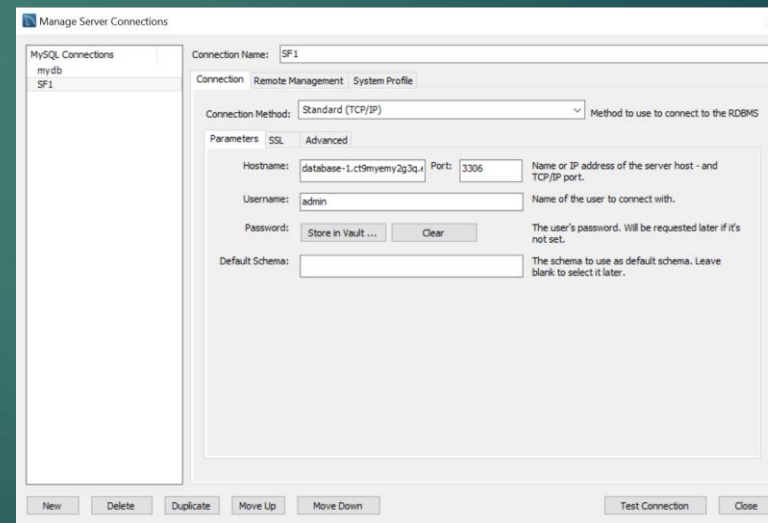 Manage Server Connections
MySQL Connections
mydb
SF1
Connection Name: SF1
Connection Remote Management System Profile
Connection Method: Standard (TCP/IP) Method to use to connect to the RDBMS
Parameters SSL Advanced
Hostname: database-1.ct9myemy2g3q.e Port: 3306 Name or IP address of the server host - and
TCP/IP port.
Username: admin Name of the user to connect with.
Password: Store in Vault ... Clear The user's password. Will be requested later if it's
not set.
Default Schema: The schema to use as default schema. Leave
blank to select it later.
New Delete Duplicate Move Up Move Down Test Connection Close